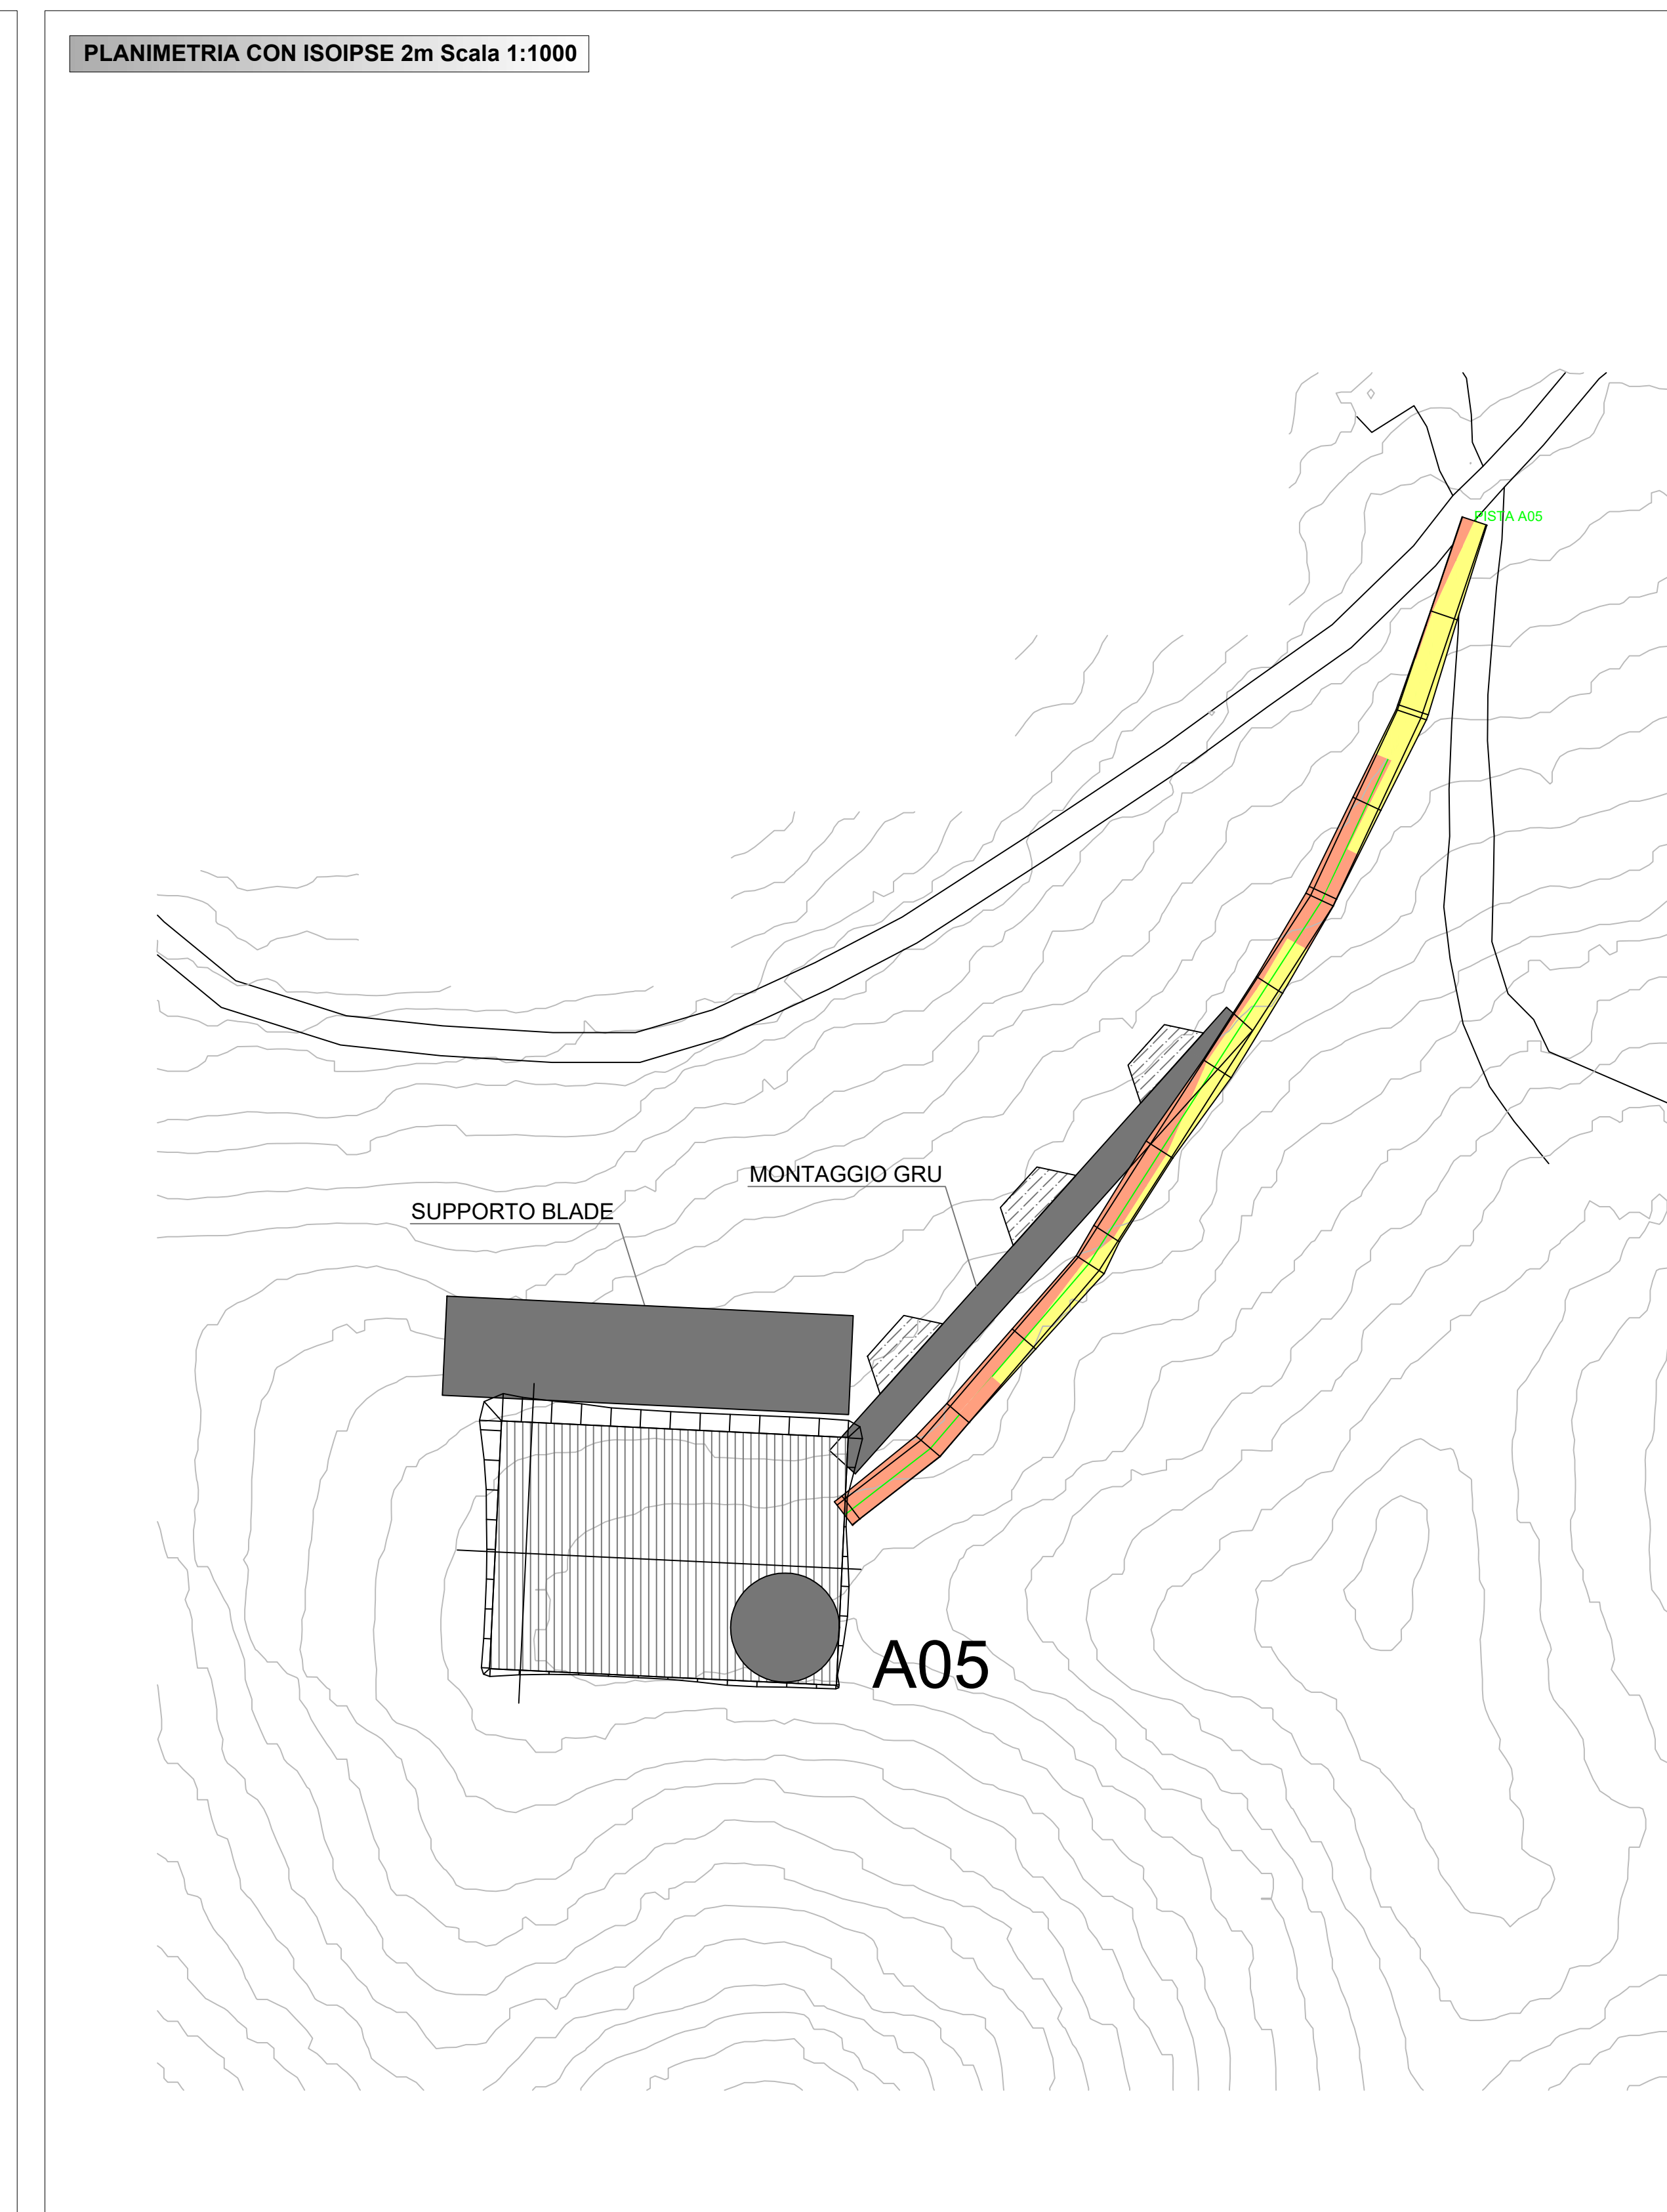 PLANIMETRIA CON ISOIPSE 2m Scala 1:1000
PISTA A05
MONTAGGIO GRU
SUPPORTO BLADE
A05